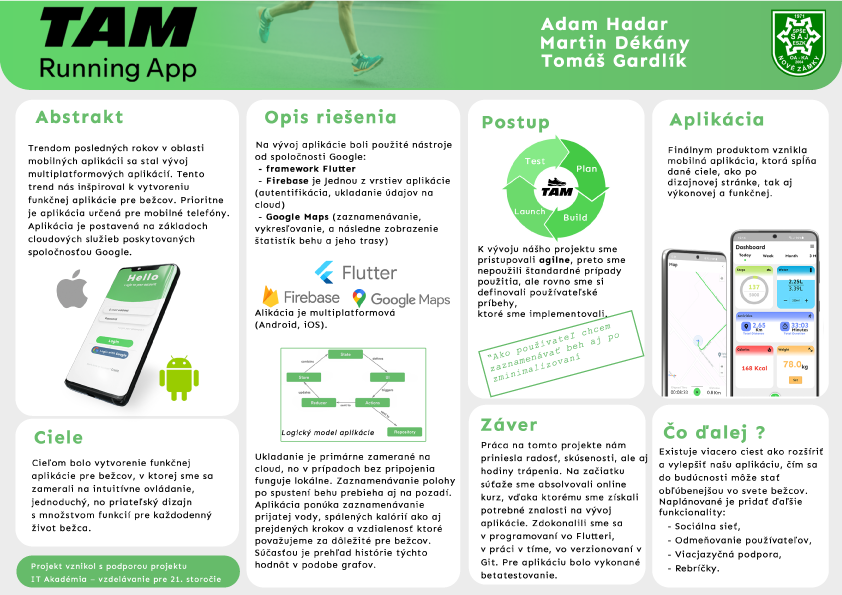 TAM
Running App
Adam Hadar
Martin Dékány
Tomáš Gardlík
1971
SPŠE
SAJ
EŠZK
OA-KA
2004
NOVÉ ZÁMKY
Abstrakt
Trendom posledných rokov v oblasti
mobilných aplikácii sa stal vývoj
multiplatformových aplikácií. Tento
trend nás inšpiroval k vytvoreniu
funkčnej aplikácie pre bežcov. Prioritne
je aplikácia určená pre mobilné telefóny.
Aplikácia je postavená na základoch
cloudových služieb poskytovaných
spoločnosťou Google.
Hello
Login
Ciele
Cieľom bolo vytvorenie funkčnej
aplikácie pre bežcov, v ktorej sme sa
zamerali na intuitívne ovládanie,
jednoduchý, no priateľský dizajn
s množstvom funkcií pre každodenný
život bežca.
Projekt vznikol s podporou projektu
IT Akadémia – vzdelávanie pre 21. storočie
Opis riešenia
Na vývoj aplikácie boli použité nástroje
od spoločnosti Google:
- framework Flutter
- Firebase je jednou z vrstiev aplikácie
(autentifikácia, ukladanie údajov na
cloud)
- Google Maps (zaznamenávanie,
vykresľovanie, a následne zobrazenie
štatistík behu a jeho trasy)
Flutter
Firebase Google Maps
Alikácia je multiplatformová
(Android, iOS).
State
Store
UI
Reducer
Actions
Repository
Logický model aplikácie
Ukladanie je primárne zamerané na
cloud, no v prípadoch bez pripojenia
funguje lokálne. Zaznamenávanie polohy
po spustení behu prebieha aj na pozadí.
Aplikácia ponúka zaznamenávanie
prijatej vody, spálených kalórií ako aj
prejdených krokov a vzdialenosť ktoré
považujeme za dôležité pre bežcov.
Súčasťou je prehľad histórie týchto
hodnôt v podobe grafov.
Postup
Test
Plan
TAM
Launch
Build
K vývoju nášho projektu sme
pristupovali agilne, preto sme
nepoužili štandardné prípady
použitia, ale rovno sme si
definovali používateľské
príbehy,
ktoré sme implementovali.
"Ako používateľ chcem
zaznamenávať beh aj po
zminimalizovaní
Záver
Práca na tomto projekte nám
priniesla radosť, skúsenosti, ale aj
hodiny trápenia. Na začiatku
súťaže sme absolvovali online
kurz, vďaka ktorému sme získali
potrebné znalosti na vývoj
aplikácie. Zdokonalili sme sa
v programovaní vo Flutteri,
v práci v tíme, vo verzionovaní v
Git. Pre aplikáciu bolo vykonané
betatestovanie.
Aplikácia
Finálnym produktom vznikla
mobilná aplikácia, ktorá spĺňa
dané ciele, ako po
dizajnovej stránke, tak aj
výkonovej a funkčnej.
Map
Dashboard
Today Week Month
137
2.25L
3.39L
2,65
Km
33:03
Minutes
168 Kcal
78.0kg
Čo ďalej ?
Existuje viacero ciest ako rozšíriť
a vylepšiť našu aplikáciu, čím sa
do budúcnosti môže stať
obľúbenejšou vo svete bežcov.
Naplánované je pridať ďaľšie
funkcionality:
- Sociálna sieť,
- Odmeňovanie používateľov,
- Viacjazyčná podpora,
- Rebríčky.